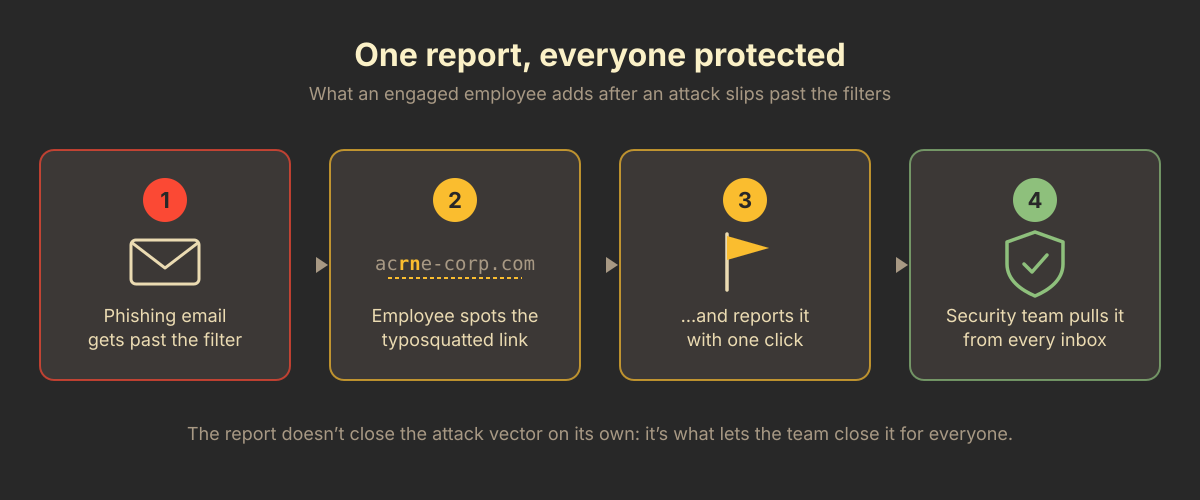 One report, everyone protected
What an engaged employee adds after an attack slips past the filters
1
Phishing email
gets past the filter
2
acrne-corp.com
Employee spots the
typosquatted link
3
...and reports it
with one click
4
Security team pulls it
from every inbox
The report doesn’t close the attack vector on its own: it’s what lets the team close it for everyone.